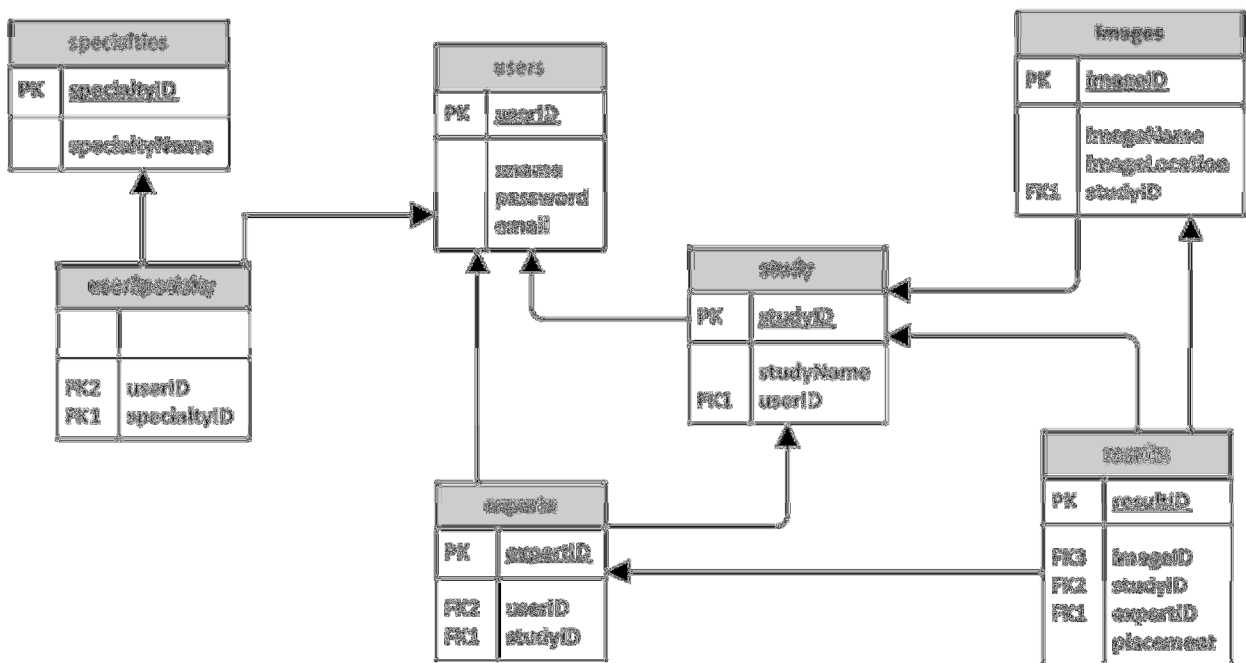 specialties
PK specialtyID
specialtyName
users
PK userID
uname
password
email
images
PK imageID
imageName
imageLocation
FK1 studyID
userSpecialty
FK2 userID
FK1 specialtyID
study
PK studyID
studyName
FK1 userID
experts
PK expertID
FK2 userID
FK1 studyID
results
PK resultID
FK3 imageID
FK2 studyID
FK1 expertID
placement